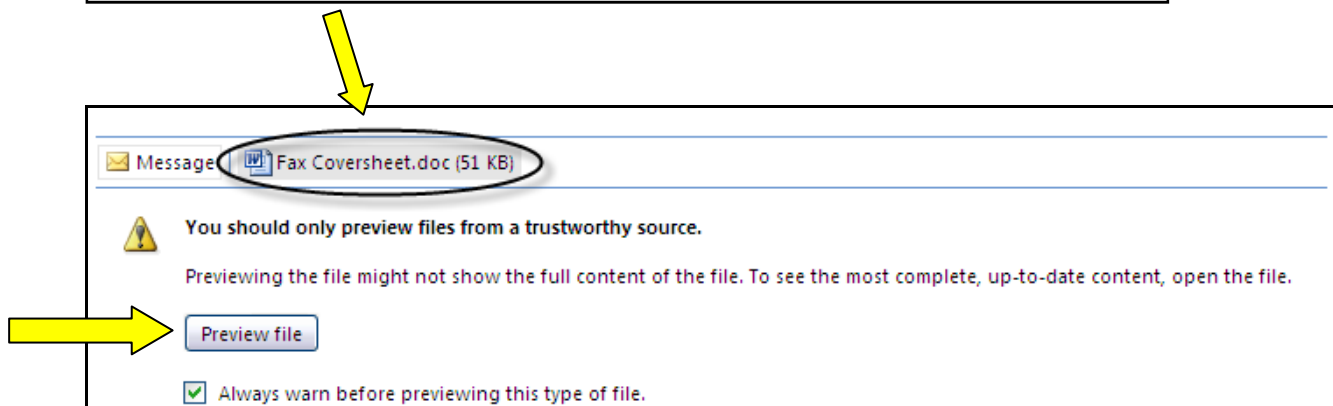 Message Fax Coversheet.doc (51 KB)
You should only preview files from a trustworthy source.
Previewing the file might not show the full content of the file. To see the most complete, up-to-date content, open the file.
Preview file
Always warn before previewing this type of file.